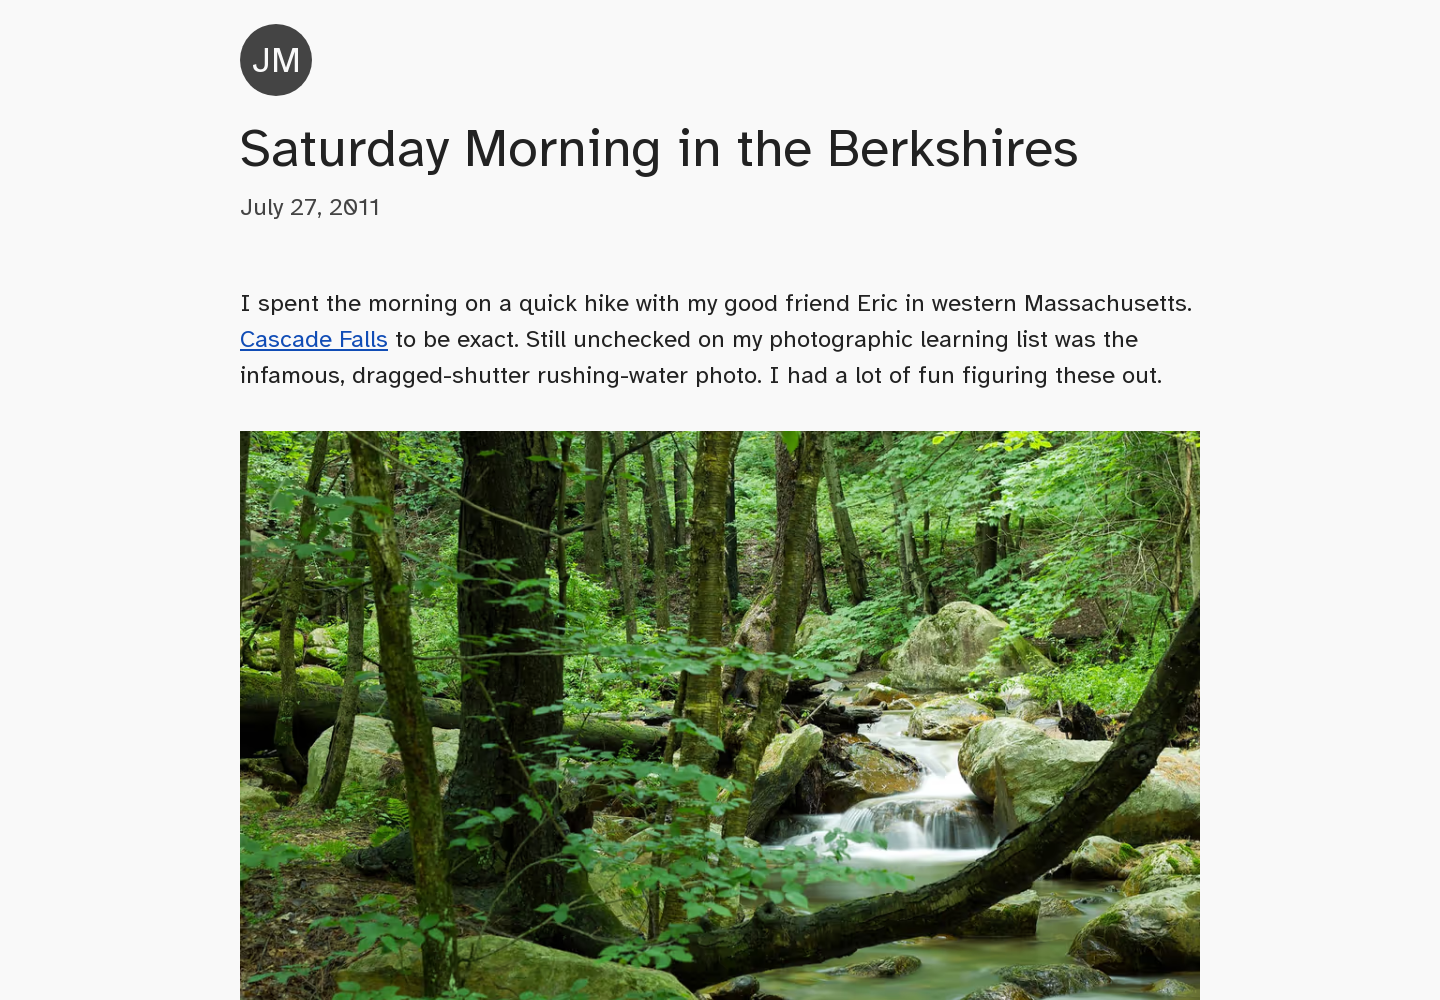 JM
Saturday Morning in the Berkshires
July 27, 2011
I spent the morning on a quick hike with my good friend Eric in western Massachusetts.
Cascade Falls to be exact. Still unchecked on my photographic learning list was the
infamous, dragged-shutter rushing-water photo. I had a lot of fun figuring these out.